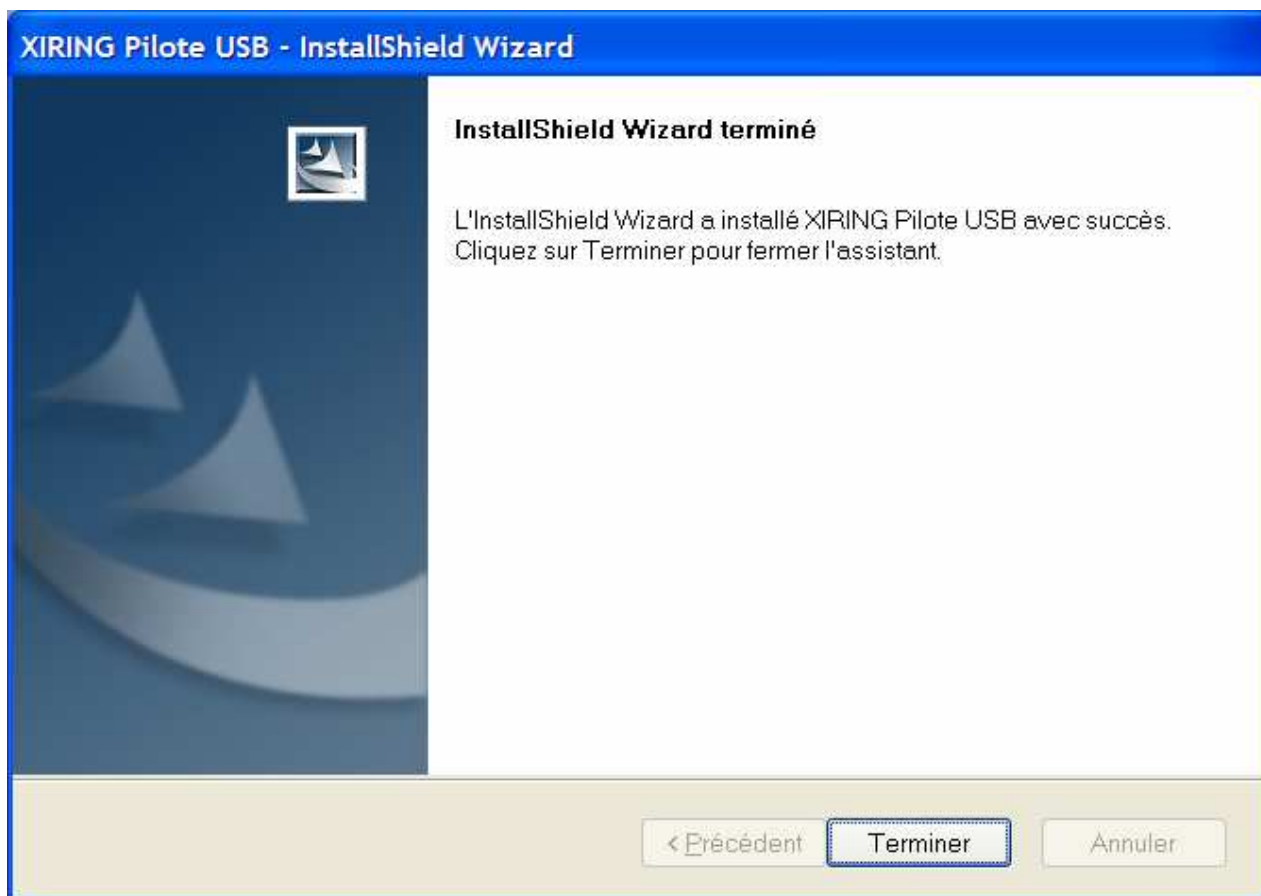 XIRING Pilote USB - InstallShield Wizard
InstallShield Wizard terminé
L'InstallShield Wizard a installé XIRING Pilote USB avec succès.
Cliquez sur Terminer pour fermer l'assistant.
< Précédent Terminer Annuler